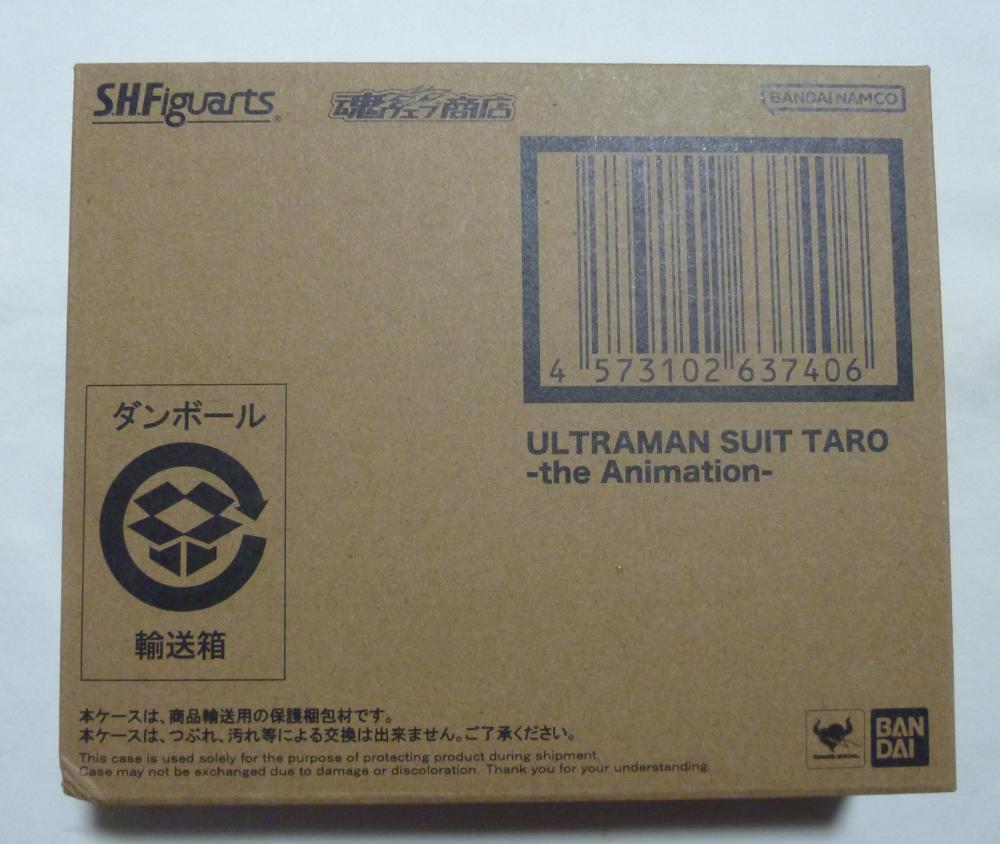 S.H.Figuarts®
魂ウェブ商店
BANDAI NAMCO
4 573102 637406
ULTRAMAN SUIT TARO
-the Animation-
ダンボール
輸送箱
本ケースは、商品輸送用の保護梱包材です。
本ケースは、つぶれ、汚れ等による交換は出来ません。ご了承ください。
This case is used solely for the purpose of protecting product during shipment.
Case may not be exchanged due to damage or discoloration. Thank you for your understanding.
BAN
DAI